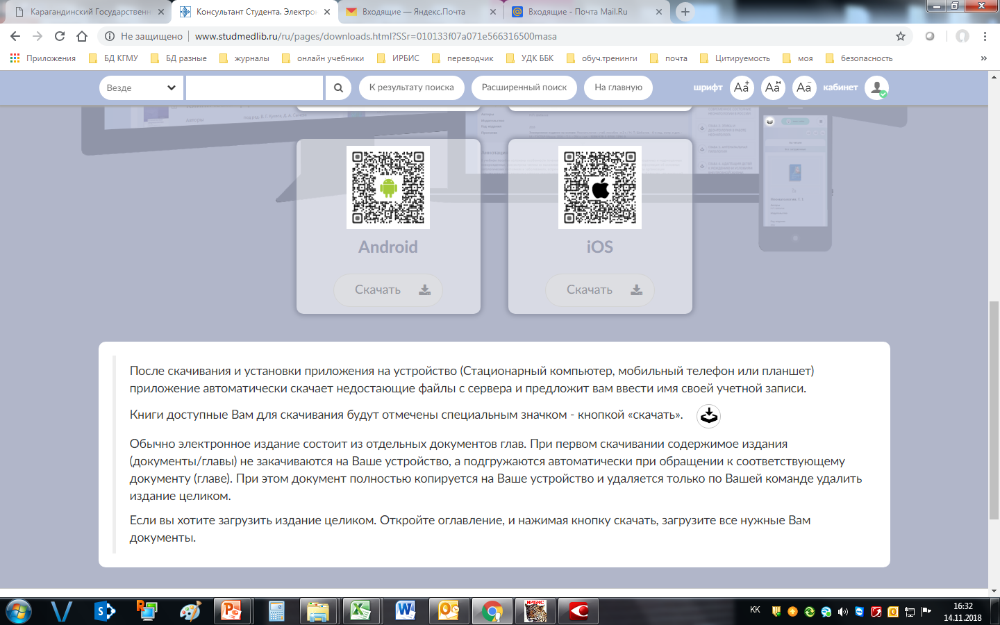 Карагандинский Государственн
Консультант Студента. Электрон
Входящие — Яндекс.Почта
Входящие - Почта Mail.Ru
Не защищено
www.studmedlib.ru/ru/pages/downloads.html?SSr=010133f07a071e566316500masa
Приложения
БД КГМУ
БД разные
журналы
онлайн учебники
ИРБИС
переводчик
УДК ББК
обуч.тренинги
почта
Цитируемость
моя
безопасность
»
Везде
К результату поиска
Расширенный поиск
На главную
шрифт
Aa+
Aa
Aa−
кабинет
Авторы
Android
iOS
Скачать
Скачать
После скачивания и установки приложения на устройство (Стационарный компьютер, мобильный телефон или планшет)
приложение автоматически скачает недостающие файлы с сервера и предложит вам ввести имя своей учетной записи.
Книги доступные Вам для скачивания будут отмечены специальным значком - кнопкой «скачать».
Обычно электронное издание состоит из отдельных документов глав. При первом скачивании содержимое издания
(документы/главы) не закачиваются на Ваше устройство, а подгружаются автоматически при обращении к соответствующему
документу (главе). При этом документ полностью копируется на Ваше устройство и удаляется только по Вашей команде удалить
издание целиком.
Если вы хотите загрузить издание целиком. Откройте оглавление, и нажимая кнопку скачать, загрузите все нужные Вам
документы.
KK
16:32
14.11.2018